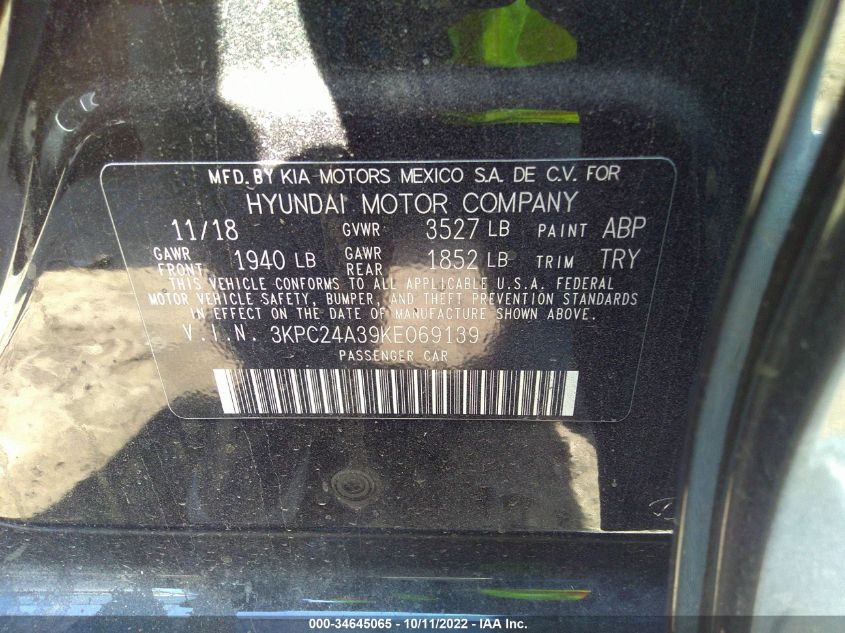 MFD. BY KIA MOTORS MEXICO S.A. DE C.V. FOR
HYUNDAI MOTOR COMPANY
11/18 GVWR 3527 LB PAINT ABP
GAWR FRONT 1940 LB GAWR REAR 1852 LB TRIM TRY
THIS VEHICLE CONFORMS TO ALL APPLICABLE U.S.A. FEDERAL
MOTOR VEHICLE SAFETY, BUMPER, AND THEFT PREVENTION STANDARDS
IN EFFECT ON THE DATE OF MANUFACTURE SHOWN ABOVE.
V.I.N. 3KPC24A39KE069139
PASSENGER CAR
000-34645065 - 10/11/2022 - IAA Inc.